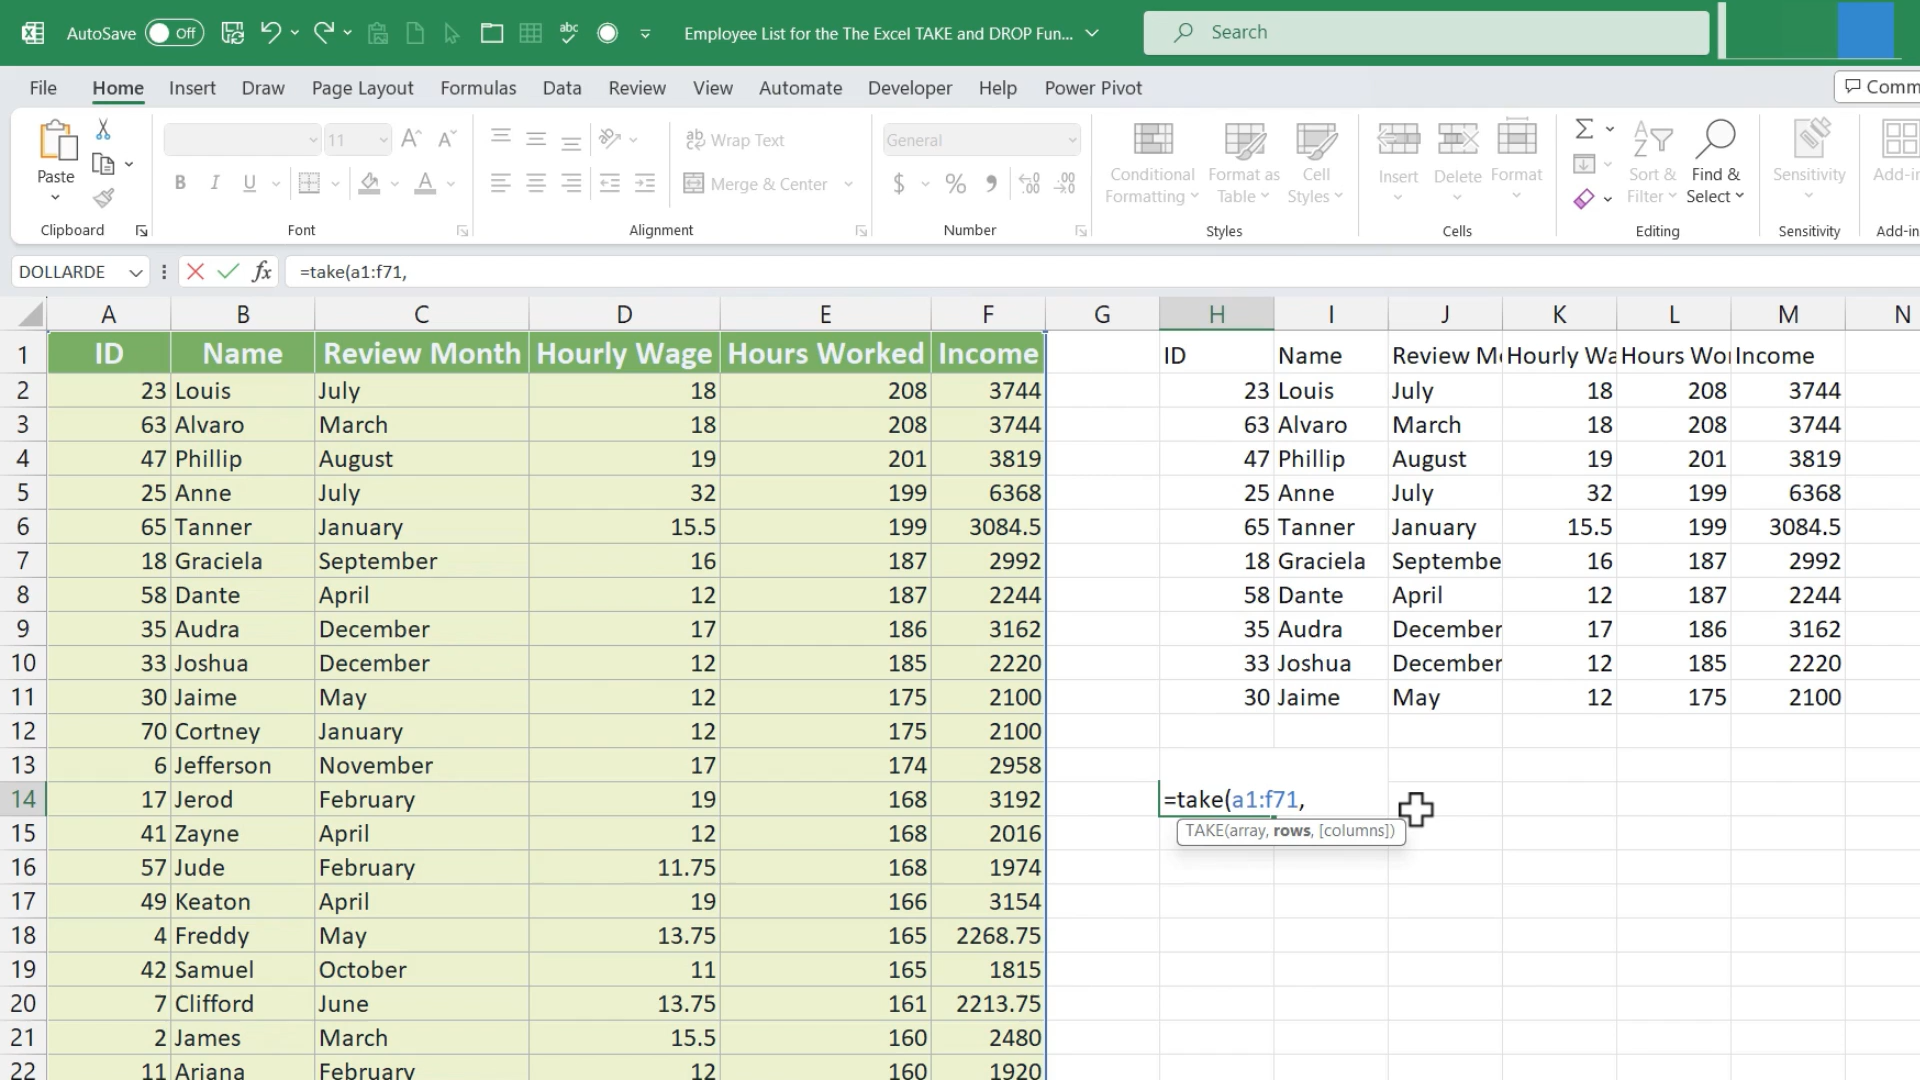 AutoSave Off Employee List for the The Excel TAKE and DROP Fun... Search
File Home Insert Draw Page Layout Formulas Data Review View Automate Developer Help Power Pivot Comm
Paste 11 Wrap Text General Conditional Formatting Format as Table Cell Styles Insert Delete Format Sort & Filter Find & Select Sensitivity Add-in
B I U Merge & Center $ %
Clipboard Font Alignment Number Styles Cells Editing Sensitivity Add-in
DOLLARDE fx =take(a1:f71,
A B C D E F G H I J K L M N
1 ID Name Review Month Hourly Wage Hours Worked Income ID Name Review M Hourly Wa Hours Wo Income
2 23 Louis July 18 208 3744 23 Louis July 18 208 3744
3 63 Alvaro March 18 208 3744 63 Alvaro March 18 208 3744
4 47 Phillip August 19 201 3819 47 Phillip August 19 201 3819
5 25 Anne July 32 199 6368 25 Anne July 32 199 6368
6 65 Tanner January 15.5 199 3084.5 65 Tanner January 15.5 199 3084.5
7 18 Graciela September 16 187 2992 18 Graciela Septembe 16 187 2992
8 58 Dante April 12 187 2244 58 Dante April 12 187 2244
9 35 Audra December 17 186 3162 35 Audra December 17 186 3162
10 33 Joshua December 12 185 2220 33 Joshua December 12 185 2220
11 30 Jaime May 12 175 2100 30 Jaime May 12 175 2100
12 70 Cortney January 12 175 2100
13 6 Jefferson November 17 174 2958
14 17 Jerod February 19 168 3192 =take(a1:f71,
15 41 Zayne April 12 168 2016 TAKE(array, rows, [columns])
16 57 Jude February 11.75 168 1974
17 49 Keaton April 19 166 3154
18 4 Freddy May 13.75 165 2268.75
19 42 Samuel October 11 165 1815
20 7 Clifford June 13.75 161 2213.75
21 2 James March 15.5 160 2480
22 11 Ariana February 12 160 1920